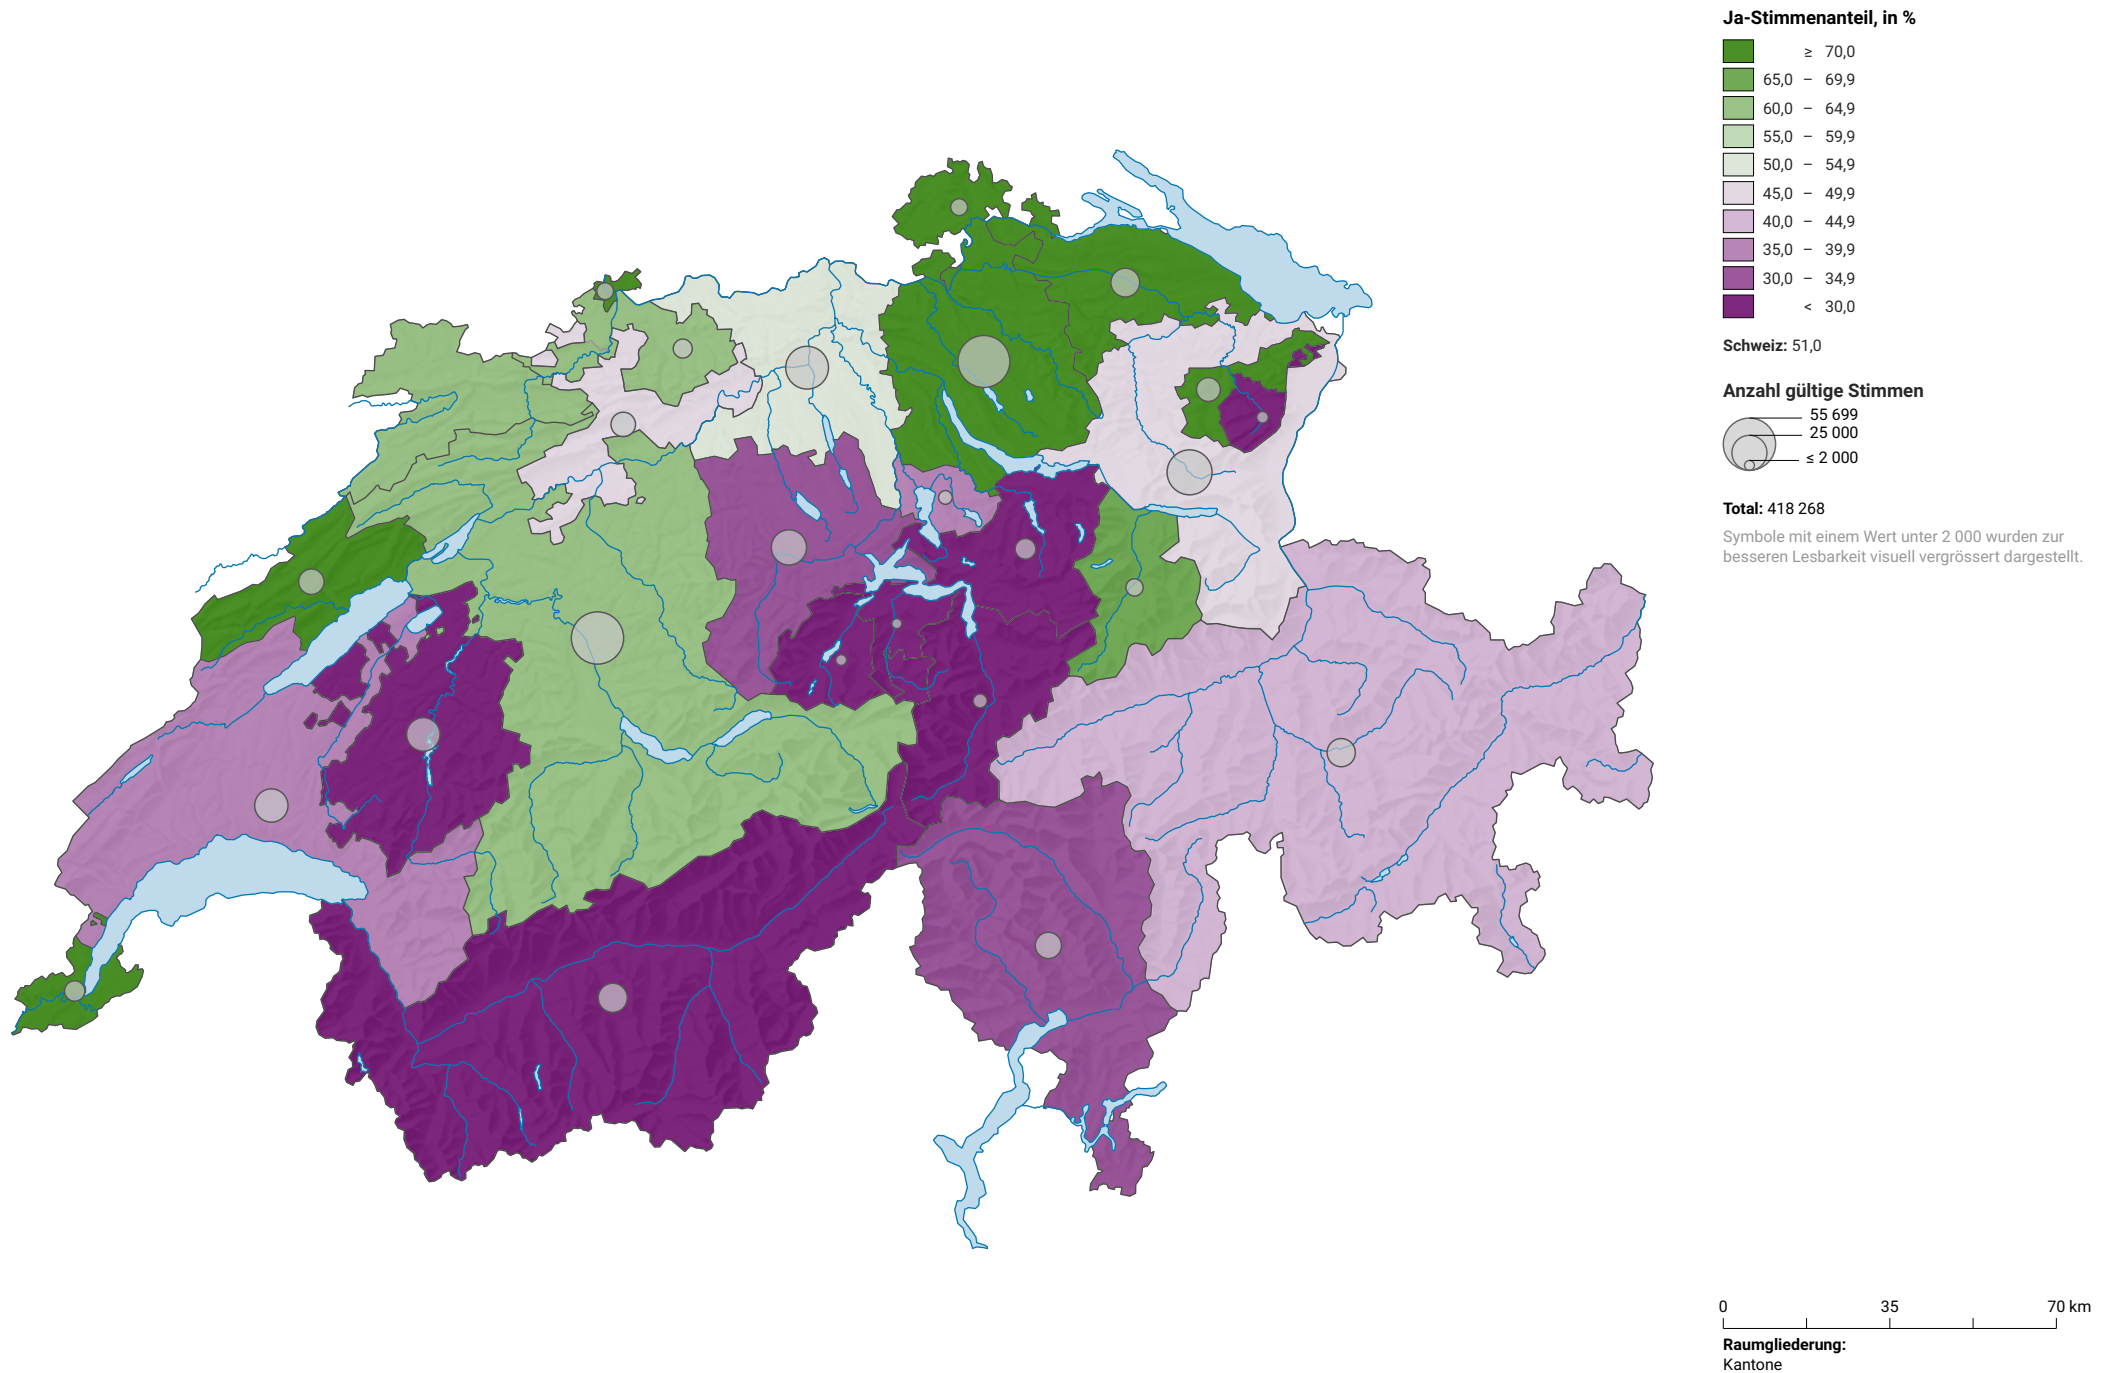 Ja-Stimmenanteil, in %
≥ 70,0
65,0 – 69,9
60,0 – 64,9
55,0 – 59,9
50,0 – 54,9
45,0 – 49,9
40,0 – 44,9
35,0 – 39,9
30,0 – 34,9
< 30,0
Schweiz: 51,0
Anzahl gültige Stimmen
55 699
25 000
≤ 2 000
Total: 418 268
Symbole mit einem Wert unter 2 000 wurden zur
besseren Lesbarkeit visuell vergrössert dargestellt.
0 35 70 km
Raumgliederung:
Kantone